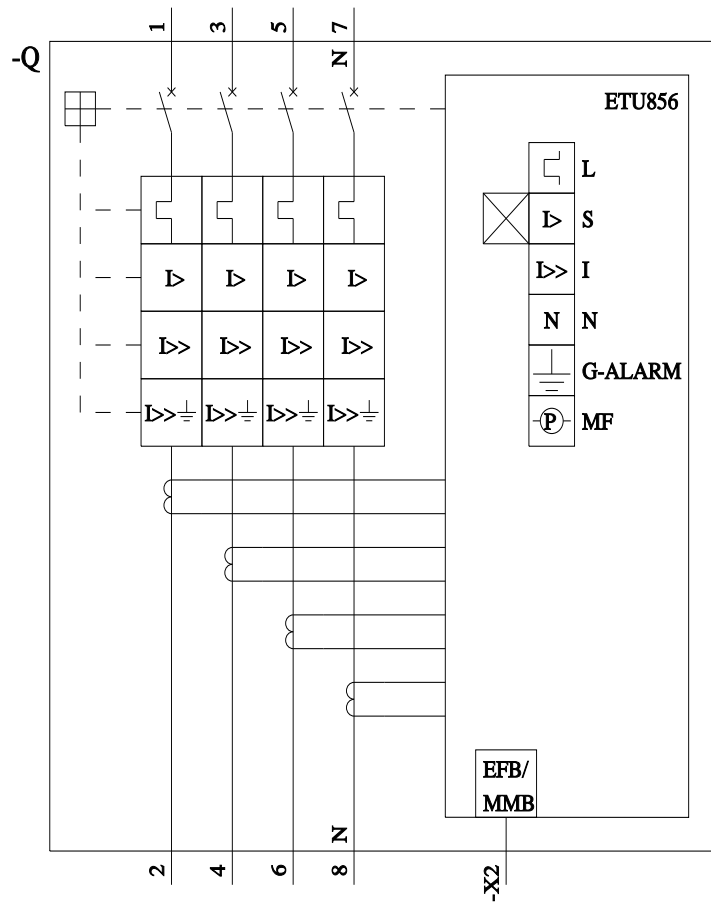 1 3 5 7
N
-Q
ETU856
L
I> I> I> I> I> S
I>> I>> I>> I>> I>> I
N N
I>> I>> I>> I>> G-ALARM
P MF
EFB/
MMB
N
2 4 6 8 -X2